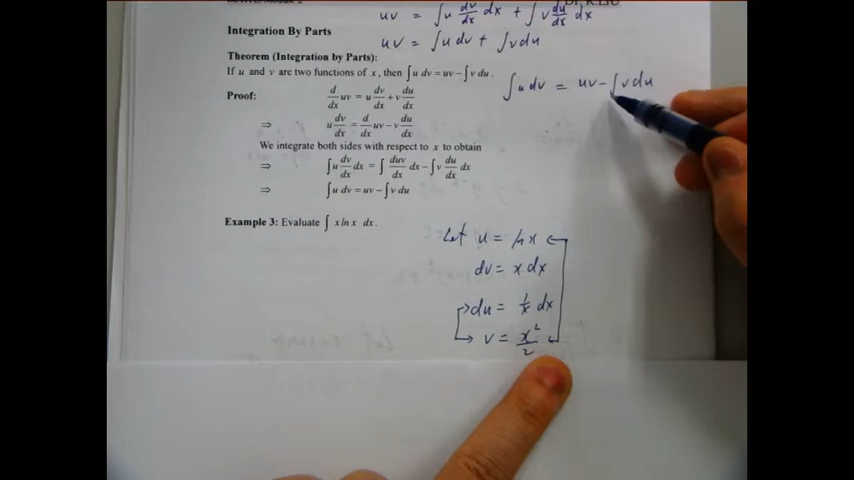 Dr. K.LIU
uv = ∫ u dv/dx dx + ∫ v du/dx dx
Integration By Parts
uv = ∫ u dv + ∫ v du
Theorem (Integration by Parts):
If u and v are two functions of x, then ∫ u dv = uv − ∫ v du.
∫ u dv = uv − ∫ v du
Proof: d/dx uv = u dv/dx + v du/dx
⇒ u dv/dx = d/dx uv − v du/dx
We integrate both sides with respect to x to obtain
⇒ ∫ u dv/dx dx = ∫ duv/dx dx − ∫ v du/dx dx
⇒ ∫ u dv = uv − ∫ v du
Example 3: Evaluate ∫ x ln x dx.
Let u = ln x
dv = x dx
du = 1/x dx
v = x²/2